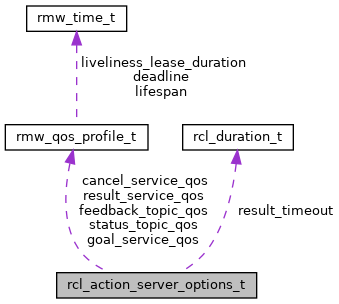 rmw_time_t
liveliness_lease_duration
deadline
lifespan
rmw_qos_profile_t
rcl_duration_t
cancel_service_qos
result_service_qos
feedback_topic_qos
status_topic_qos
goal_service_qos
result_timeout
rcl_action_server_options_t